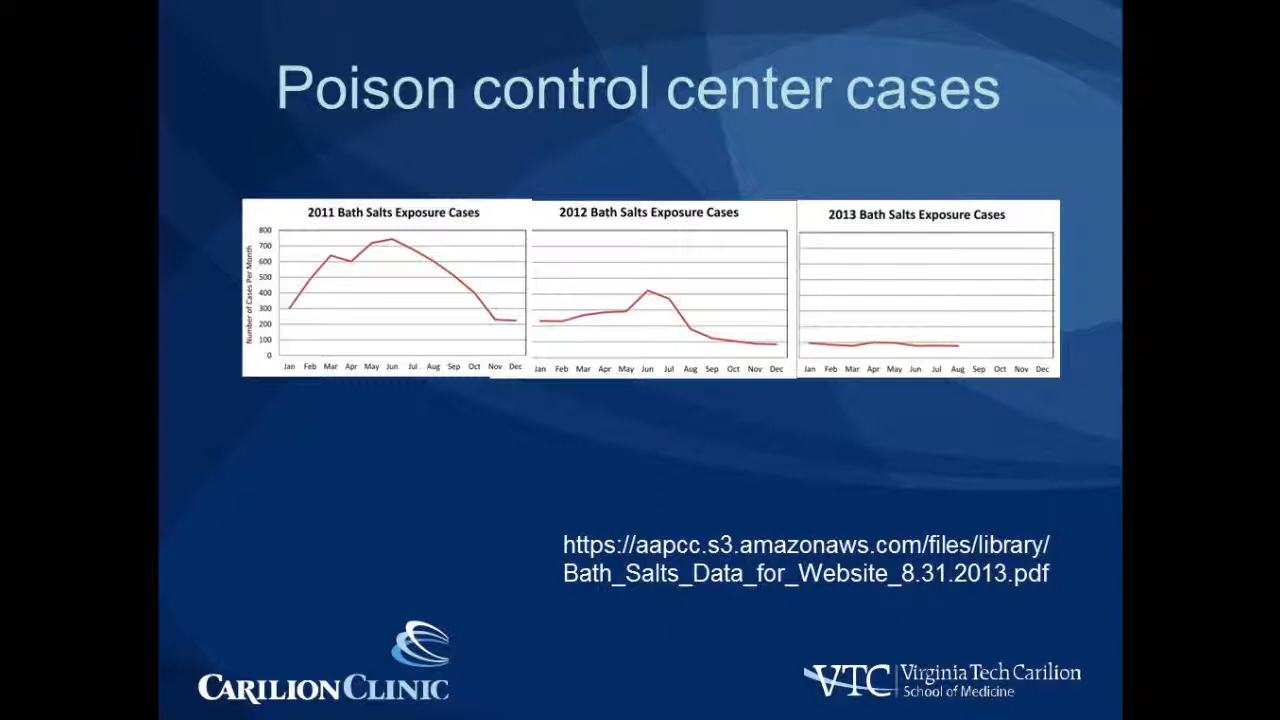 Poison control center cases
2011 Bath Salts Exposure Cases
Number of Cases Per Month
800
700
600
500
400
300
200
100
0
Jan Feb Mar Apr May Jun Jul Aug Sep Oct Nov Dec
2012 Bath Salts Exposure Cases
Jan Feb Mar Apr May Jun Jul Aug Sep Oct Nov Dec
2013 Bath Salts Exposure Cases
Jan Feb Mar Apr May Jun Jul Aug Sep Oct Nov Dec
https://aapcc.s3.amazonaws.com/files/library/
Bath_Salts_Data_for_Website_8.31.2013.pdf
CARILION CLINIC
VTC
Virginia Tech Carilion
School of Medicine